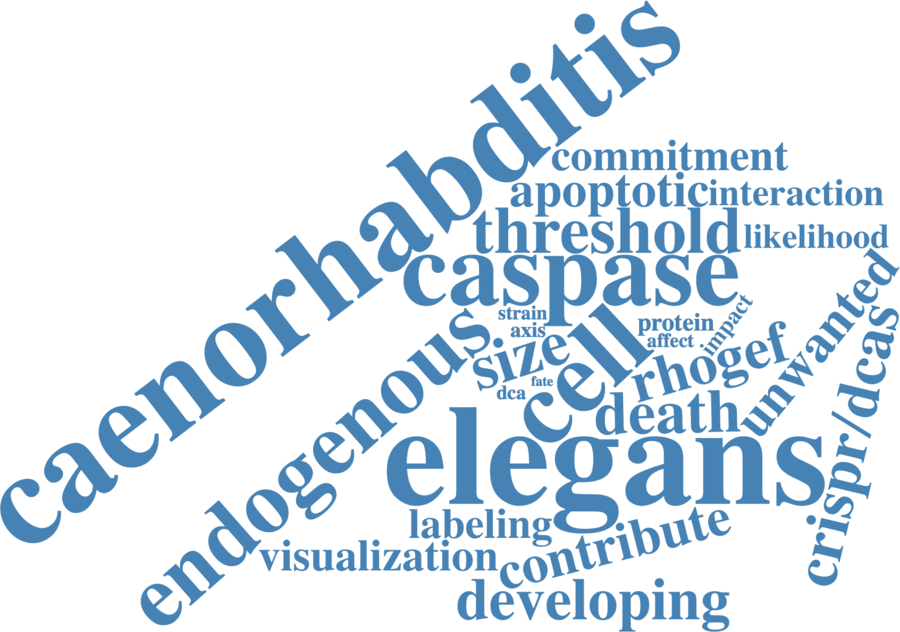 caenorhabditis
commitment
apoptotic
interaction
threshold
likelihood
caspase
strain
axis
protein
impact
affect
unwanted
endogenous
size
cell
rhogef
fate
dca
death
crispr/dcas
elegans
labeling
contribute
visualization
developing